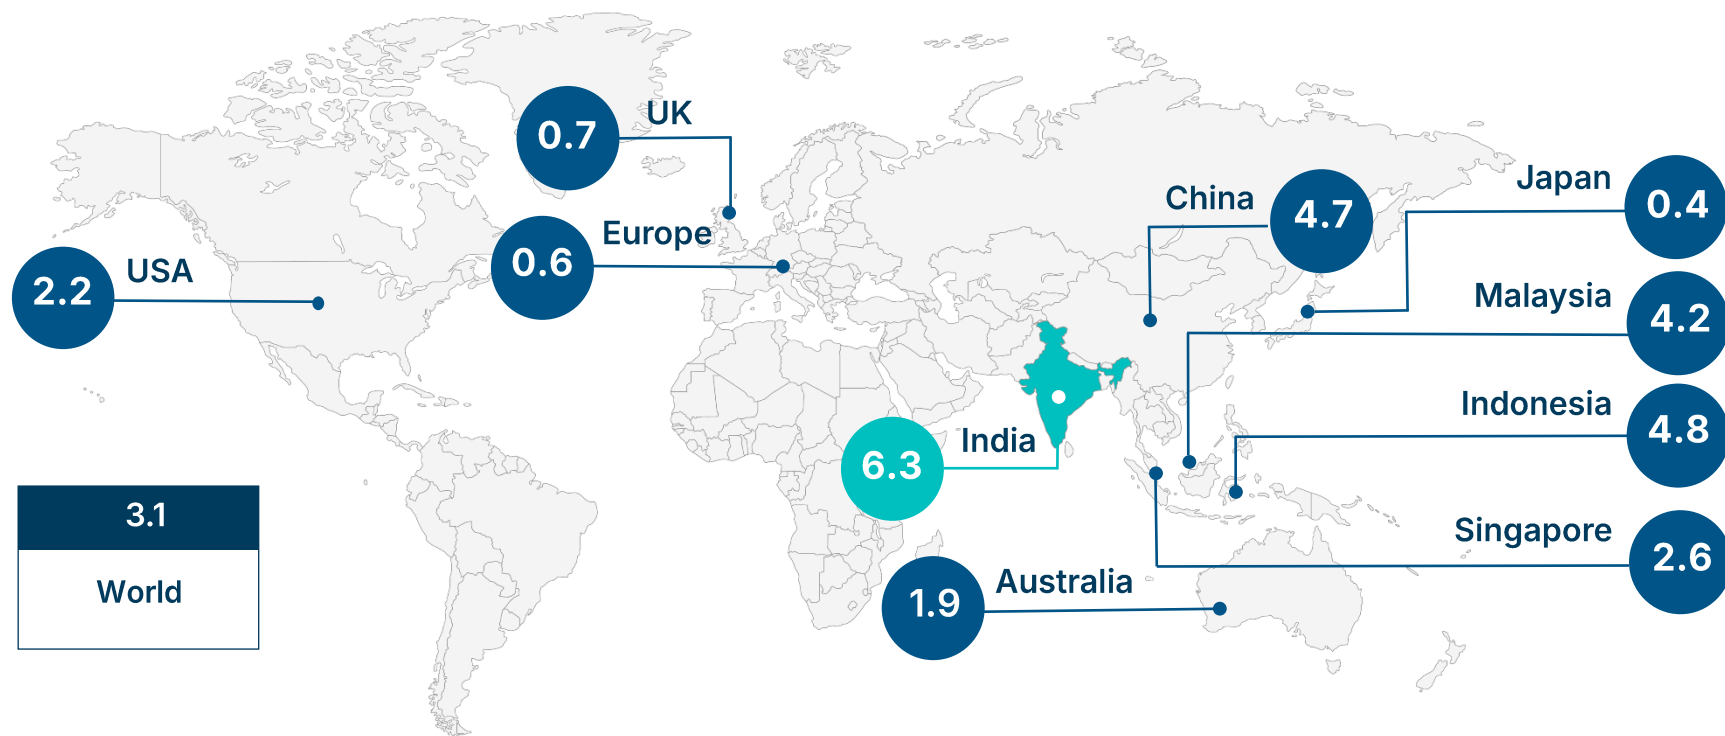 UK
0.7
Japan
0.4
China
4.7
Europe
0.6
USA
2.2
Malaysia
4.2
Indonesia
4.8
India
6.3
3.1
World
Singapore
2.6
Australia
1.9